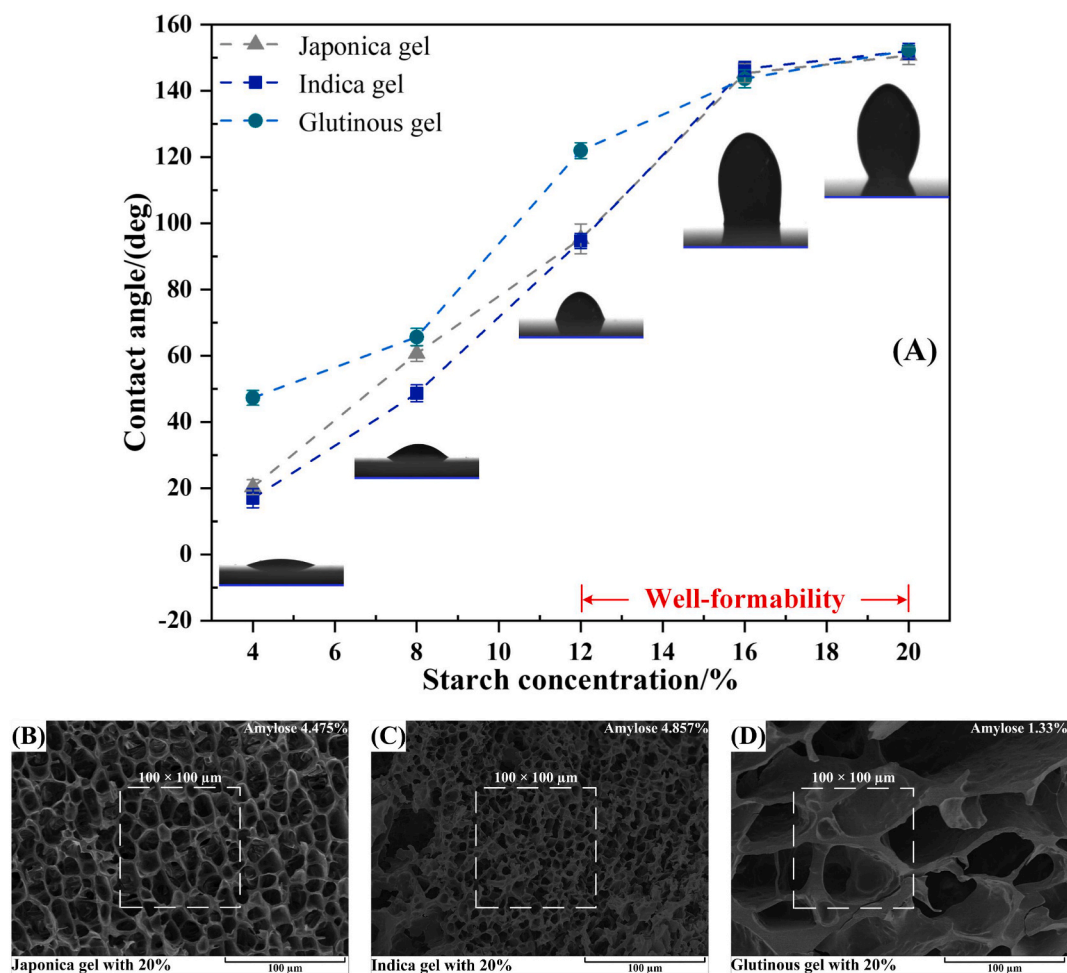 160
140
120
100
80
60
40
20
0
-20
Contact angle/(deg)
Japonica gel
Indica gel
Glutinous gel
(A)
Well-formability
4 6 8 10 12 14 16 18 20
Starch concentration/%
(B)
Amylose 4.475%
100 × 100 µm
Japonica gel with 20%
100 µm
(C)
Amylose 4.857%
100 × 100 µm
Indica gel with 20%
100 µm
(D)
Amylose 1.33%
100 × 100 µm
Glutinous gel with 20%
100 µm